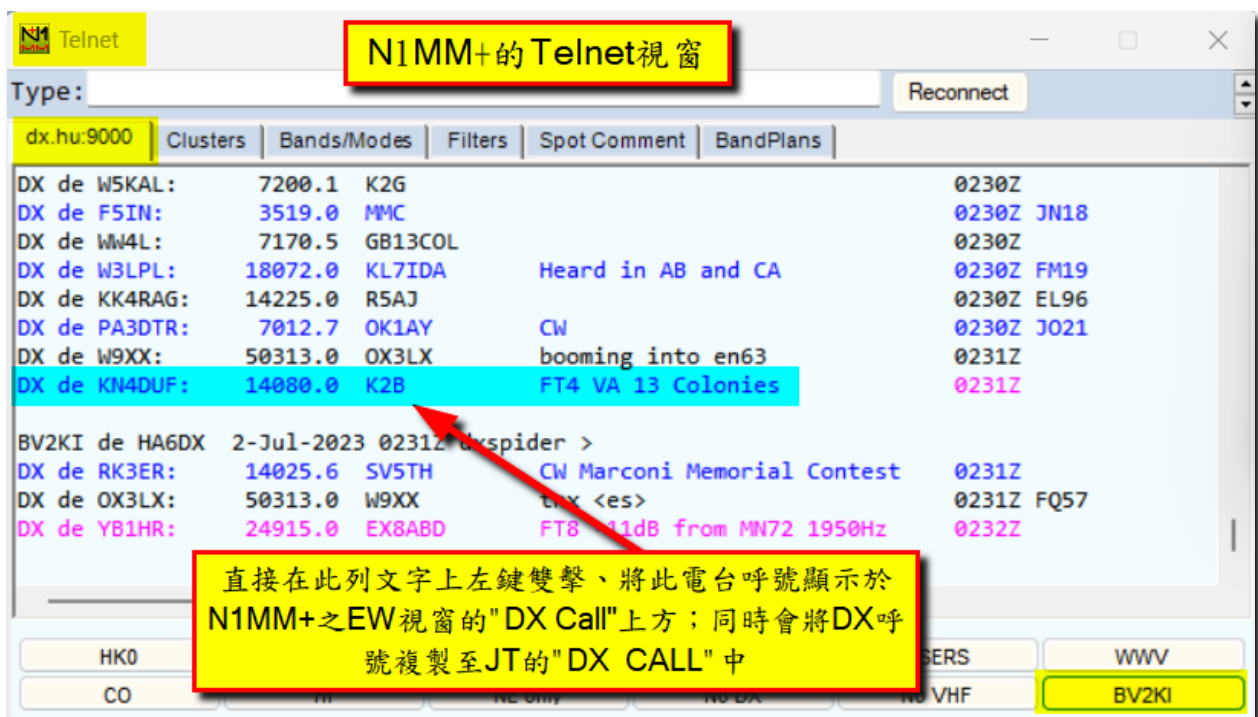 Telnet
N1MM+的Telnet視窗
Type:
Reconnect
dx.hu:9000 Clusters Bands/Modes Filters Spot Comment BandPlans
DX de W5KAL: 7200.1 K2G 0230Z
DX de F5IN: 3519.0 MMC 0230Z JN18
DX de WW4L: 7170.5 GB13COL 0230Z
DX de W3LPL: 18072.0 KL7IDA Heard in AB and CA 0230Z FM19
DX de KK4RAG: 14225.0 R5AJ 0230Z EL96
DX de PA3DTR: 7012.7 OK1AY CW 0230Z JO21
DX de W9XX: 50313.0 OX3LX booming into en63 0231Z
DX de KN4DUF: 14080.0 K2B FT4 VA 13 Colonies 0231Z
BV2KI de HA6DX 2-Jul-2023 0231Z dxspider >
DX de RK3ER: 14025.6 SV5TH CW Marconi Memorial Contest 0231Z
DX de OX3LX: 50313.0 W9XX tnx <es> 0231Z FQ57
DX de YB1HR: 24915.0 EX8ABD FT8 -11dB from MN72 1950Hz 0232Z
直接在此列文字上左鍵雙擊、將此電台呼號顯示於
N1MM+之EW視窗的"DX Call"上方；同時會將DX呼
號複製至JT的"DX CALL"中
HK0 WWV
CO VHF BV2KI